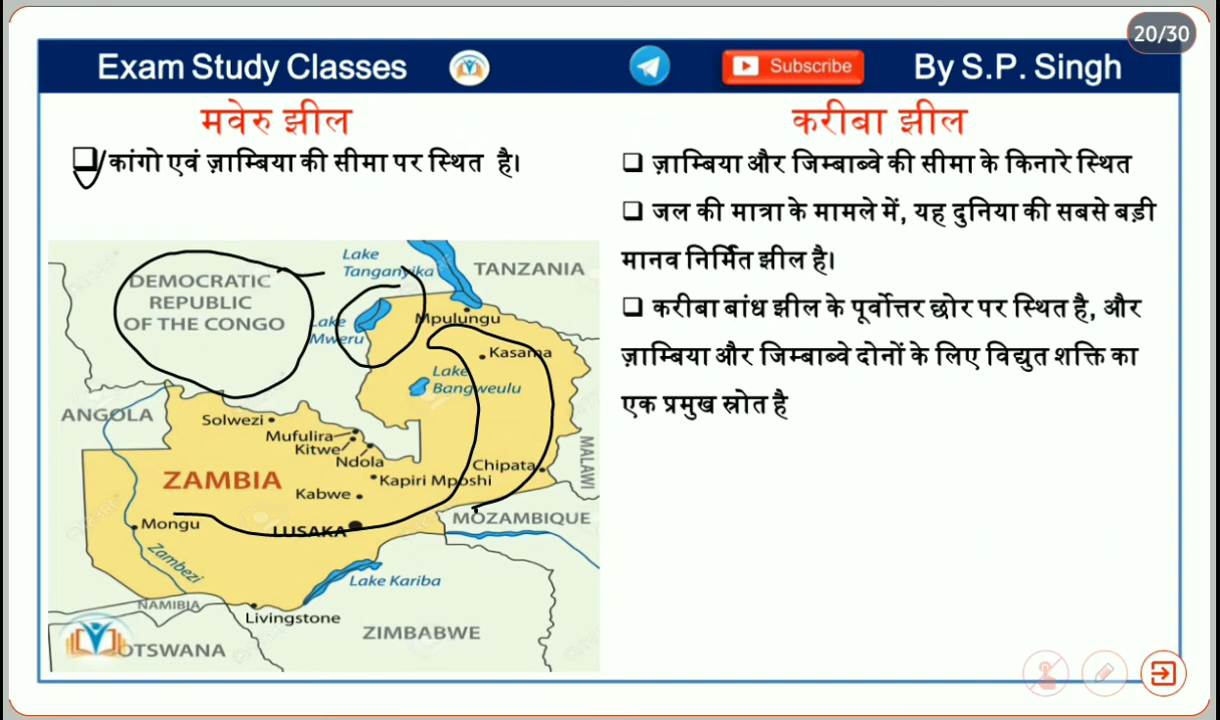 20/30
Exam Study Classes
Subscribe
By S.P. Singh
मवेरु झील
कांगो एवं ज़ाम्बिया की सीमा पर स्थित है।
करीबा झील
ज़ाम्बिया और जिम्बाब्वे की सीमा के किनारे स्थित
जल की मात्रा के मामले में, यह दुनिया की सबसे बड़ी
मानव निर्मित झील है।
करीबा बांध झील के पूर्वोत्तर छोर पर स्थित है, और
ज़ाम्बिया और जिम्बाब्वे दोनों के लिए विद्युत शक्ति का
एक प्रमुख स्रोत है
Lake
Tanganyika
TANZANIA
DEMOCRATIC
REPUBLIC
OF THE CONGO
Lake
Mweru
Mpulungu
Kasama
Lake
Bangweulu
ANGOLA
Solwezi
Mufulira
Kitwe
Ndola
MALAWI
Chipata
ZAMBIA
Kapiri Mposhi
Kabwe
Mongu
LUSAKA
MOZAMBIQUE
Zambezi
Lake Kariba
NAMIBIA
Livingstone
ZIMBABWE
OTSWANA